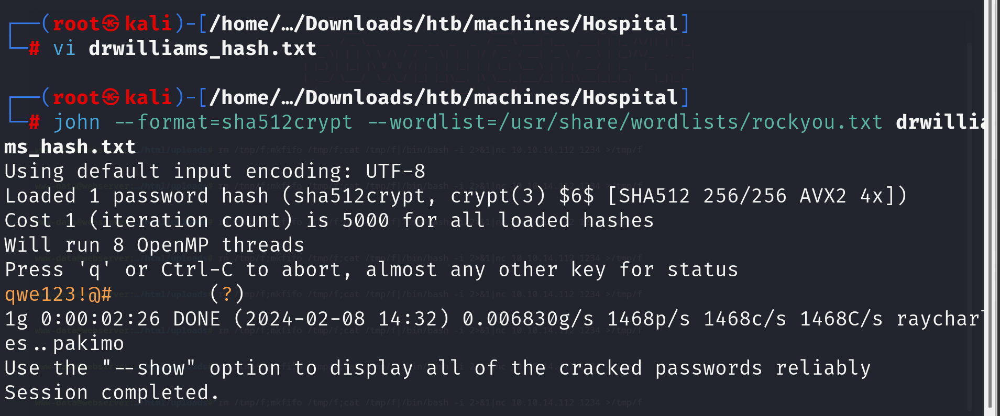 ┌──(root㉿kali)-[/home/…/Downloads/htb/machines/Hospital]
└─# vi drwilliams_hash.txt
┌──(root㉿kali)-[/home/…/Downloads/htb/machines/Hospital]
└─# john --format=sha512crypt --wordlist=/usr/share/wordlists/rockyou.txt drwillia
ms_hash.txt
Using default input encoding: UTF-8
Loaded 1 password hash (sha512crypt, crypt(3) $6$ [SHA512 256/256 AVX2 4x])
Cost 1 (iteration count) is 5000 for all loaded hashes
Will run 8 OpenMP threads
Press 'q' or Ctrl-C to abort, almost any other key for status
qwe123!@#        (?)
1g 0:00:02:26 DONE (2024-02-08 14:32) 0.006830g/s 1468p/s 1468c/s 1468C/s raycharl
es..pakimo
Use the "--show" option to display all of the cracked passwords reliably
Session completed.